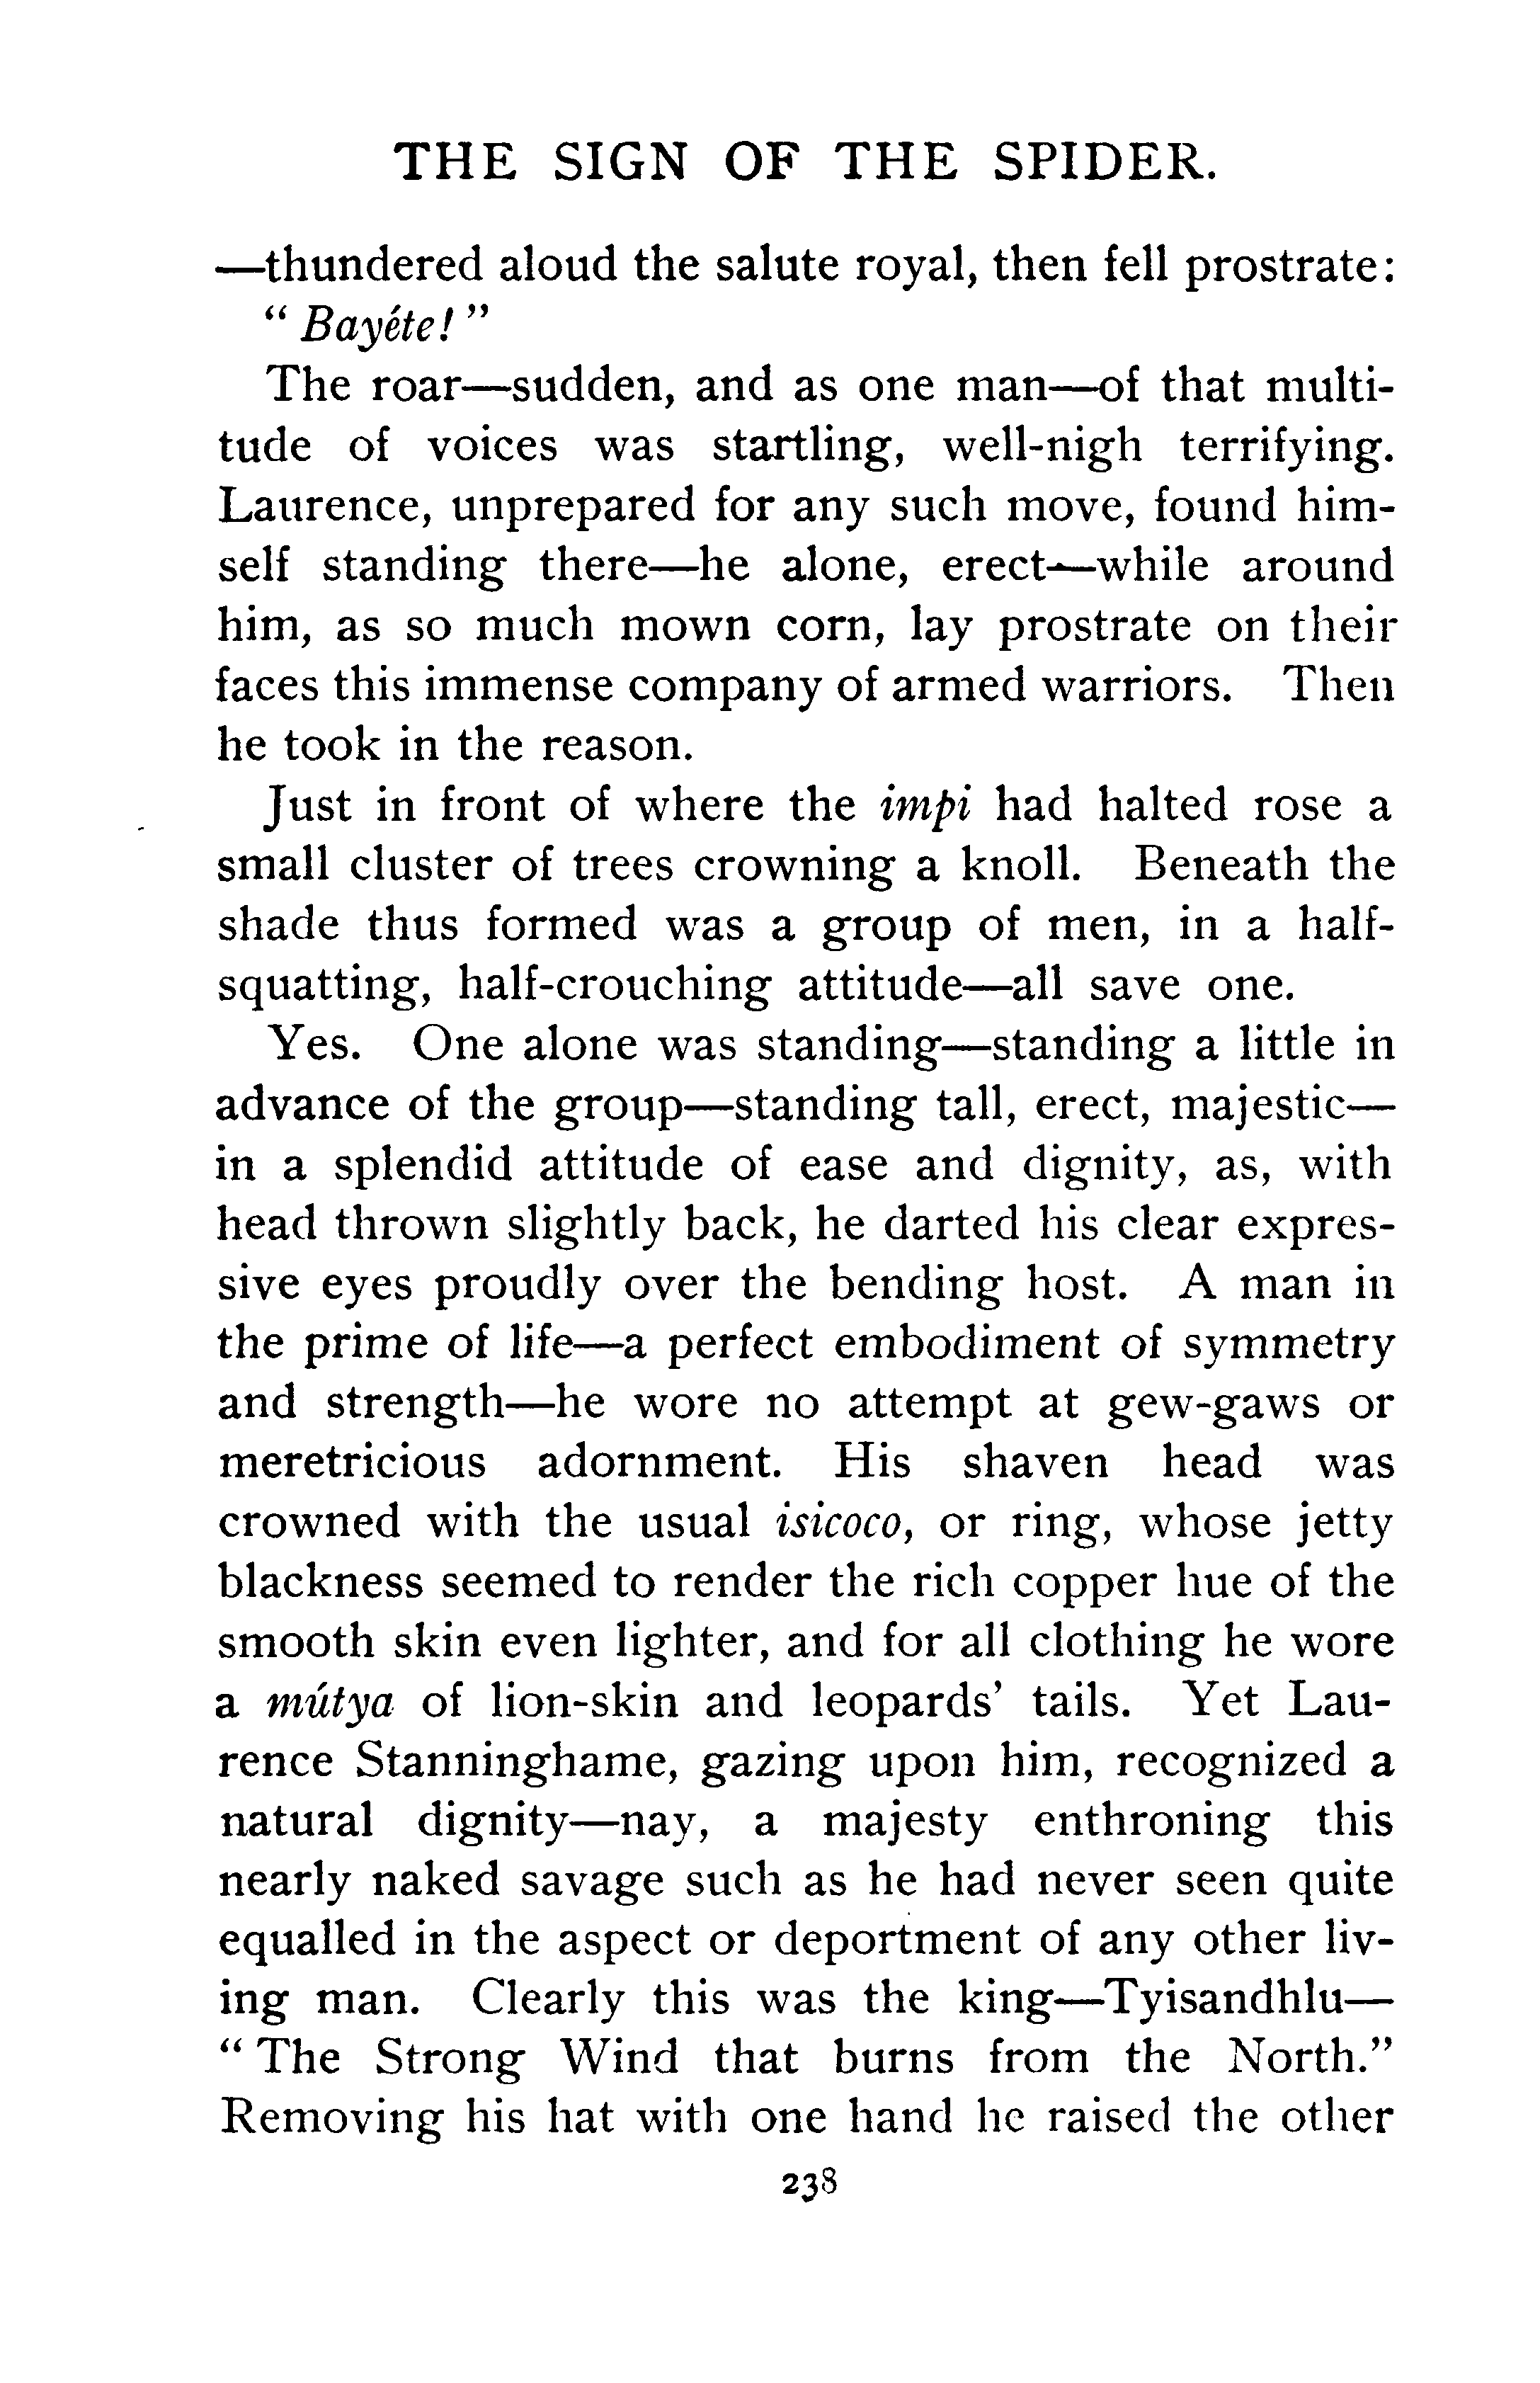 THE SIGN OF THE SPIDER.
—thundered aloud the salute royal, then fell prostrate:
“ Bayéte! ”
The roar—sudden, and as one man—of that multi-
tude of voices was startling, well-nigh terrifying.
Laurence, unprepared for any such move, found him-
self standing there—he alone, erect—while around
him, as so much mown corn, lay prostrate on their
faces this immense company of armed warriors. Then
he took in the reason.
Just in front of where the impi had halted rose a
small cluster of trees crowning a knoll. Beneath the
shade thus formed was a group of men, in a half-
squatting, half-crouching attitude—all save one.
Yes. One alone was standing—standing a little in
advance of the group—standing tall, erect, majestic—
in a splendid attitude of ease and dignity, as, with
head thrown slightly back, he darted his clear expres-
sive eyes proudly over the bending host. A man in
the prime of life—a perfect embodiment of symmetry
and strength—he wore no attempt at gew-gaws or
meretricious adornment. His shaven head was
crowned with the usual isicoco, or ring, whose jetty
blackness seemed to render the rich copper hue of the
smooth skin even lighter, and for all clothing he wore
a mútya of lion-skin and leopards’ tails. Yet Lau-
rence Stanninghame, gazing upon him, recognized a
natural dignity—nay, a majesty enthroning this
nearly naked savage such as he had never seen quite
equalled in the aspect or deportment of any other liv-
ing man. Clearly this was the king—Tyisandhlu—
“ The Strong Wind that burns from the North.”
Removing his hat with one hand he raised the other
238